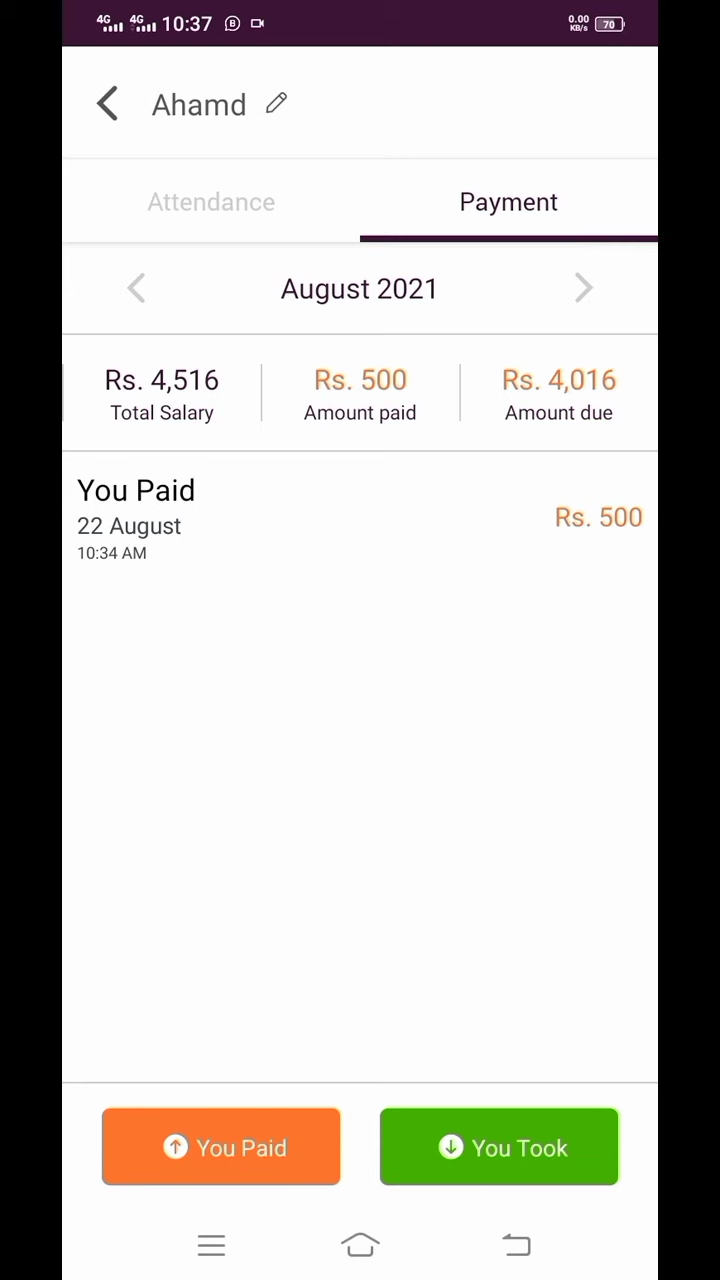 4G 4G 10:37 B 0.00 KB/s 70
Ahamd
Attendance Payment
August 2021
Rs. 4,516 Rs. 500 Rs. 4,016
Total Salary Amount paid Amount due
You Paid
22 August Rs. 500
10:34 AM
You Paid You Took